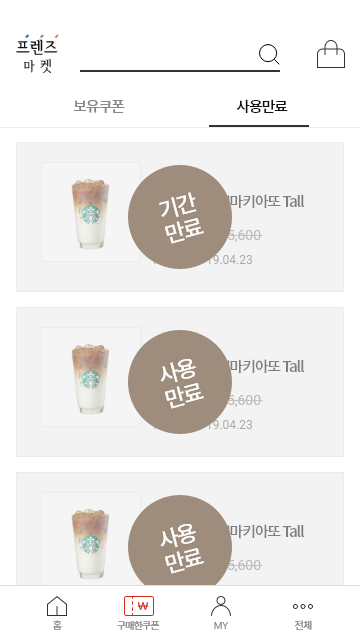 프렌즈
마켓
보유쿠폰
사용만료
기간
만료
마키아또 Tall
5,600
19.04.23
사용
만료
마키아또 Tall
5,600
19.04.23
사용
만료
마키아또 Tall
5,600
홈
구매한쿠폰
MY
전체